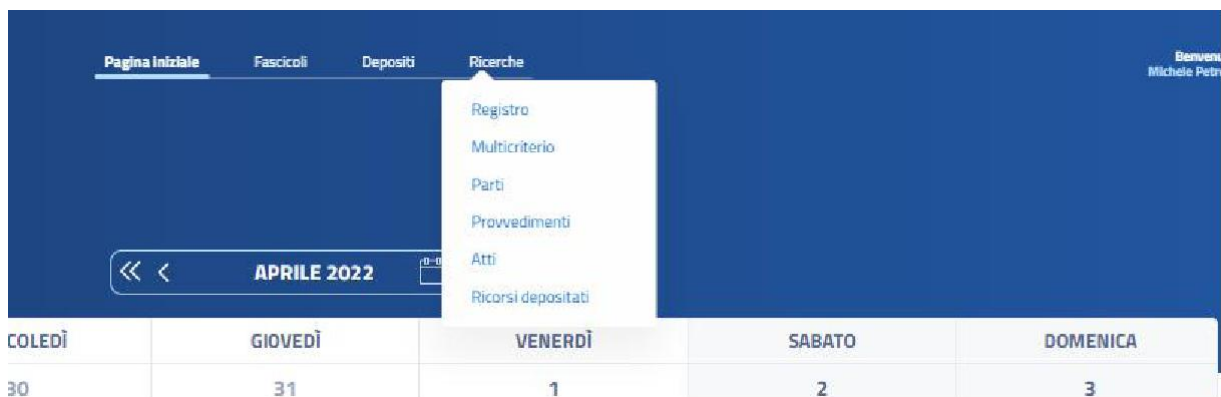 Pagina iniziale Fascicoli Depositi Ricerche
Michele
Registro
Multicriterio
Parti
Provvedimenti
Atti
Ricorsi depositati
APRILE 2022
GIOVEDÌ VENERDÌ SABATO DOMENICA
30 31 1 2 3